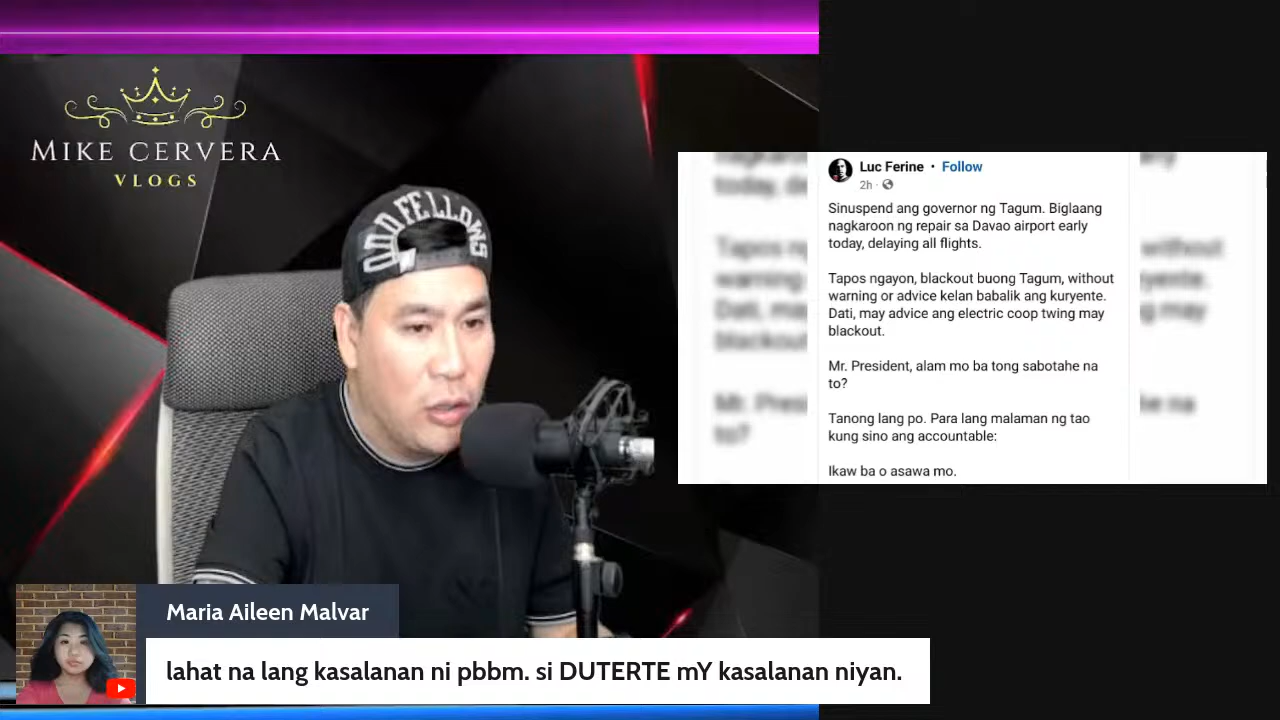 MIKE CERVERA
VLOGS
ODD FELLOWS
Luc Ferine • Follow
2h ·
Sinuspend ang governor ng Tagum. Biglaang
nagkaroon ng repair sa Davao airport early
today, delaying all flights.
Tapos ngayon, blackout buong Tagum, without
warning or advice kelan babalik ang kuryente.
Dati, may advice ang electric coop twing may
blackout.
Mr. President, alam mo ba tong sabotahe na
to?
Tanong lang po. Para lang malaman ng tao
kung sino ang accountable:
Ikaw ba o asawa mo.
Maria Aileen Malvar
lahat na lang kasalanan ni pbbm. si DUTERTE mY kasalanan niyan.